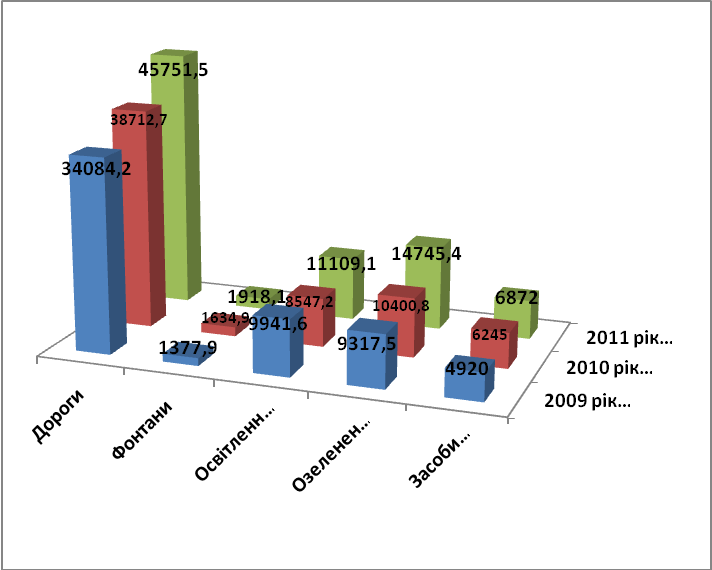 45751,5
38712,7
34084,2
1918,1
11109,1
14745,4
6872
1634,9
8547,2
10400,8
6245
1377,9
9941,6
9317,5
4920
2011 рік...
2010 рік...
2009 рік...
Дороги
Фонтани
Освітленн...
Озеленен...
Засоби...